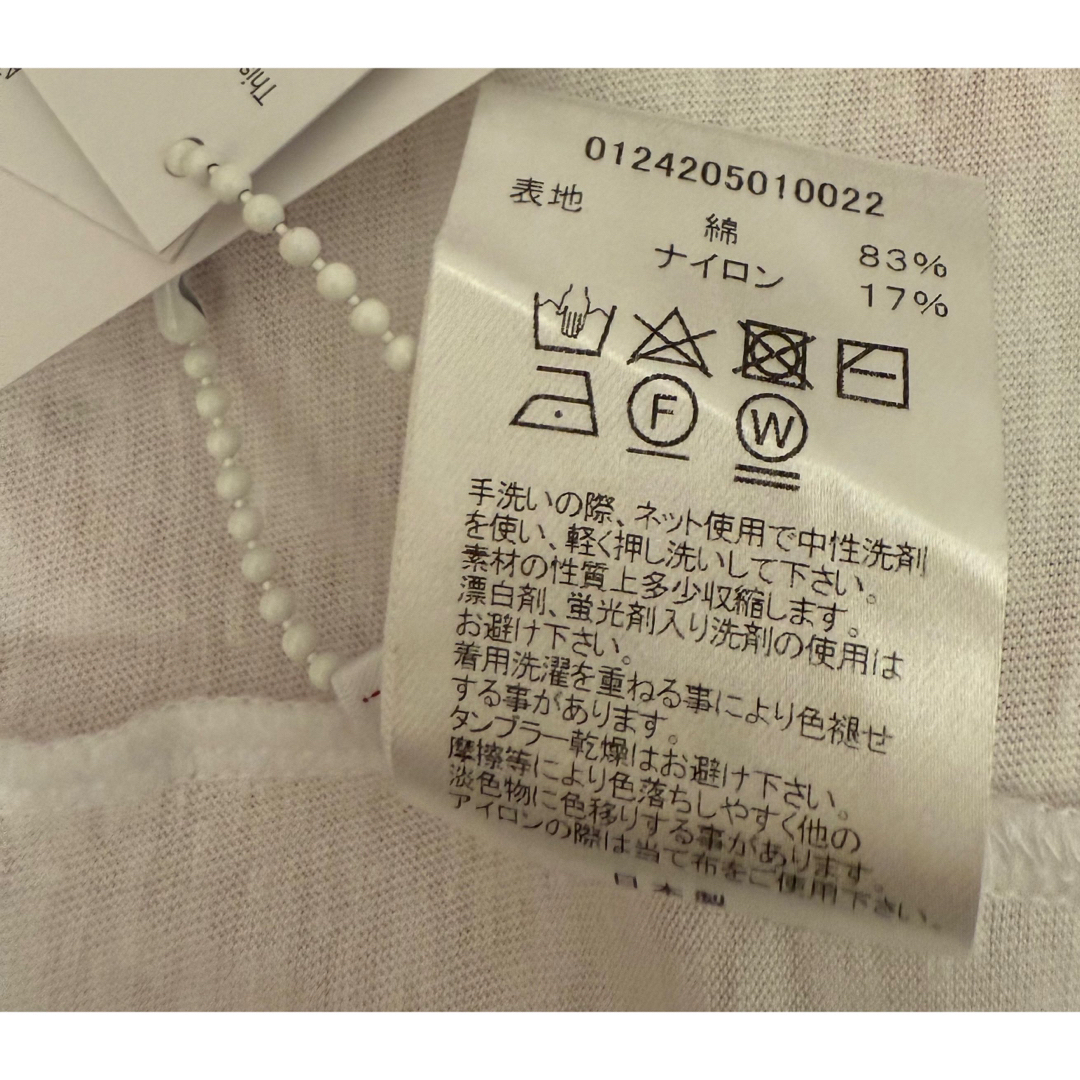 This
0124205010022
表地
綿 83%
ナイロン 17%
F
W
手洗いの際、ネット使用で中性洗剤
を使い、軽く押し洗いして下さい。
素材の性質上多少収縮します。
漂白剤、蛍光剤入り洗剤の使用は
お避け下さい。
着用洗濯を重ねる事により色褪せ
する事があります。
タンブラー乾燥はお避け下さい。
摩擦等により色落ちしやすく他の
淡色物に色移りする事があります。
アイロンの際は当て布をご使用下さい。
日本製